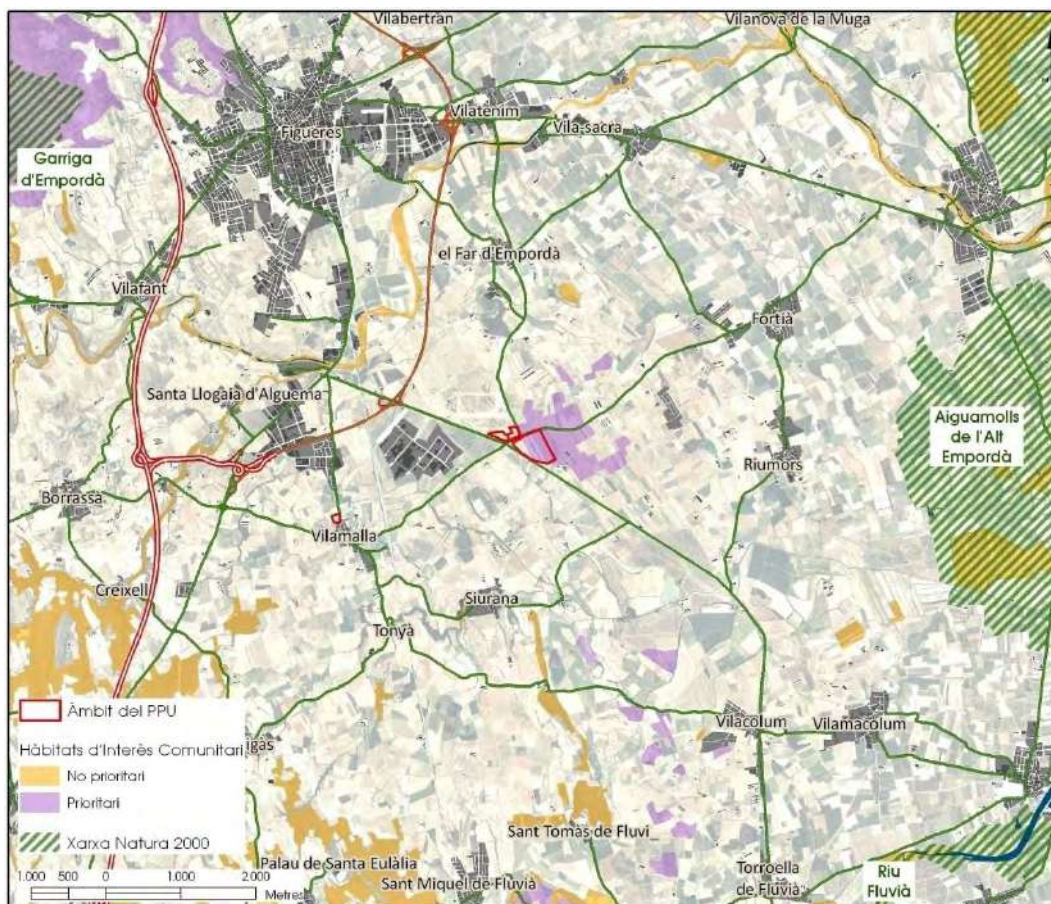 Vilabertran
Vilanova de la Muga
Vilatenim
Figueres
Vila-sacra
Garriga
d'Empordà
el Far d'Empordà
Vilafant
Fortià
Santa Llogaia d'Alguema
Aiguamolls
de l'Alt
Empordà
Riumors
Borrassà
Vilamalla
Creixell
Siurana
Tonyà
Àmbit del PPU
Vilacolum
Vilamacolum
Hàbitats d'Interès Comunitari
No prioritari
Prioritari
Xarxa Natura 2000
Sant Tomàs de Fluvi
Palau de Santa Eulàlia
Sant Miquel de Fluvià
Torroella
de Fluvià
Riu
Fluvià
1.000 500 0 1.000 2.000
Metres